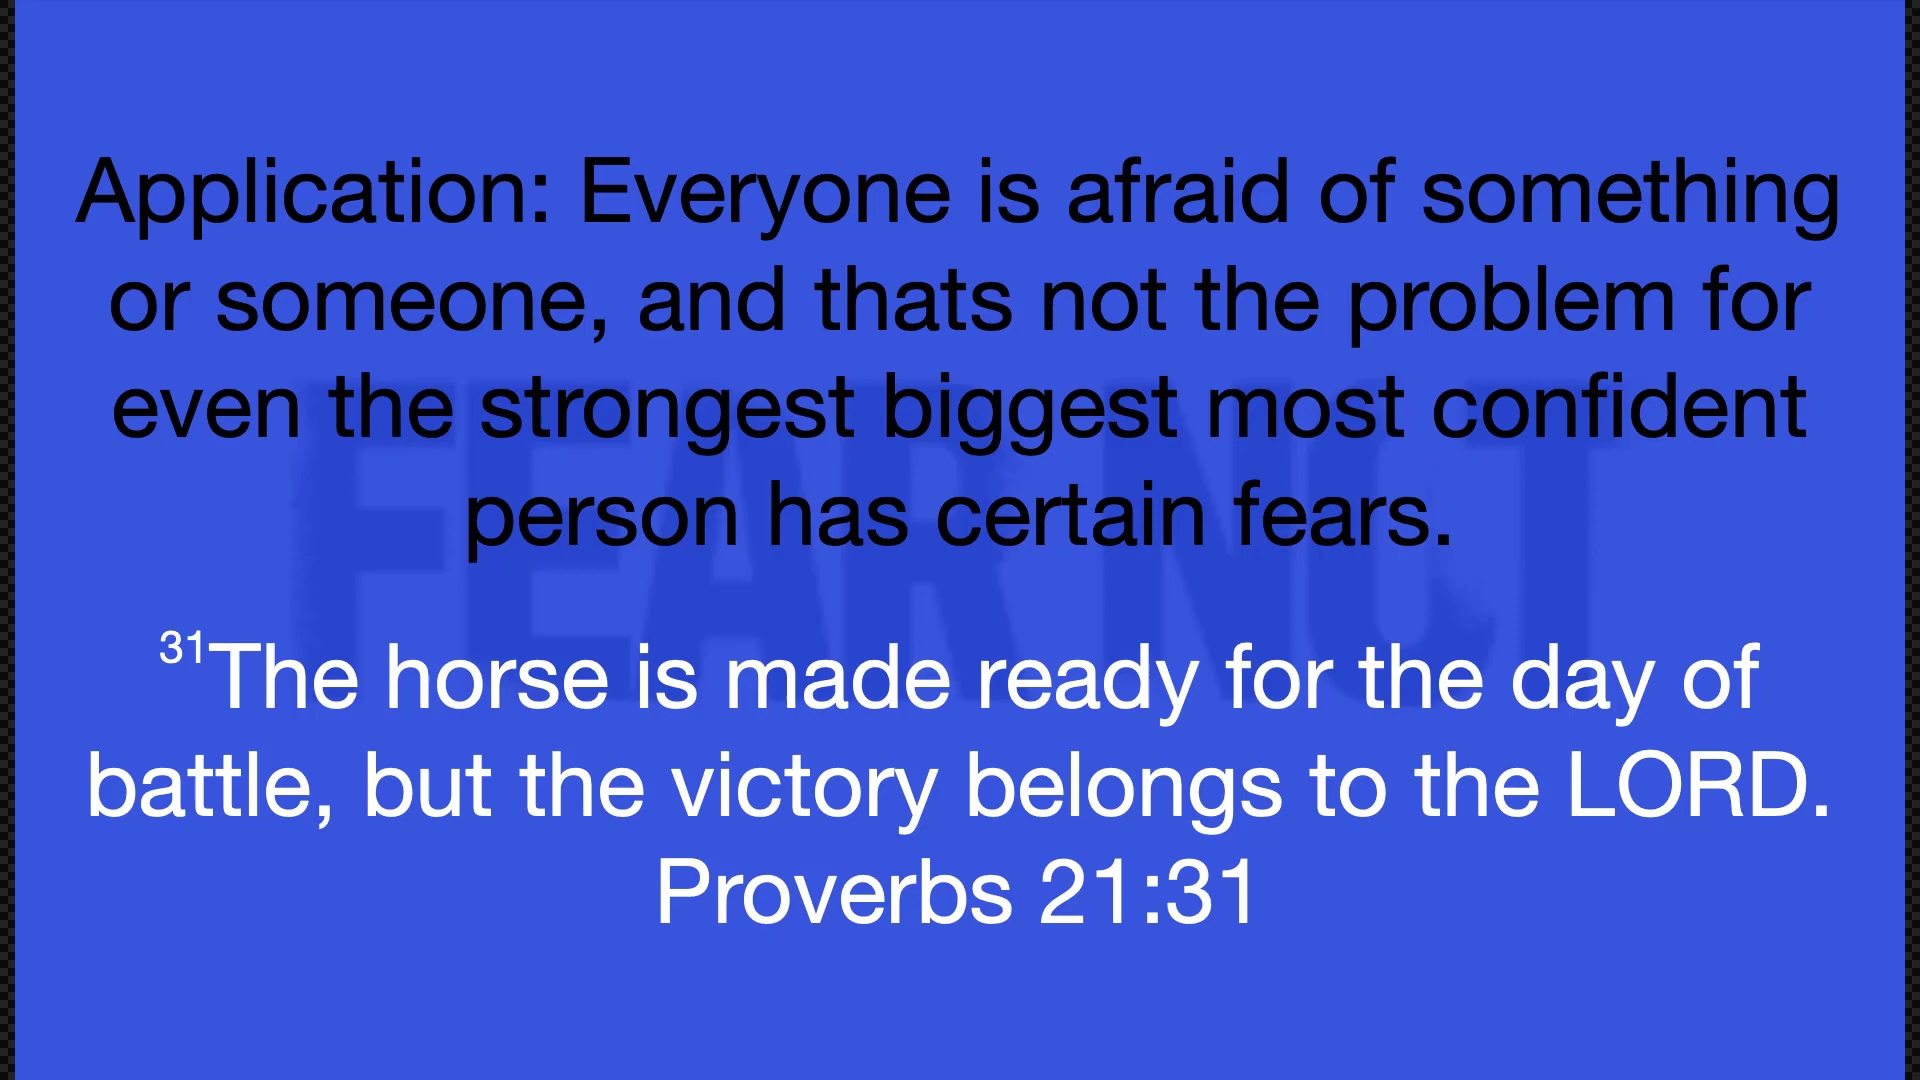 Application: Everyone is afraid of something
or someone, and thats not the problem for
even the strongest biggest most confident
person has certain fears.
FEAR NOT
31The horse is made ready for the day of
battle, but the victory belongs to the LORD.
Proverbs 21:31